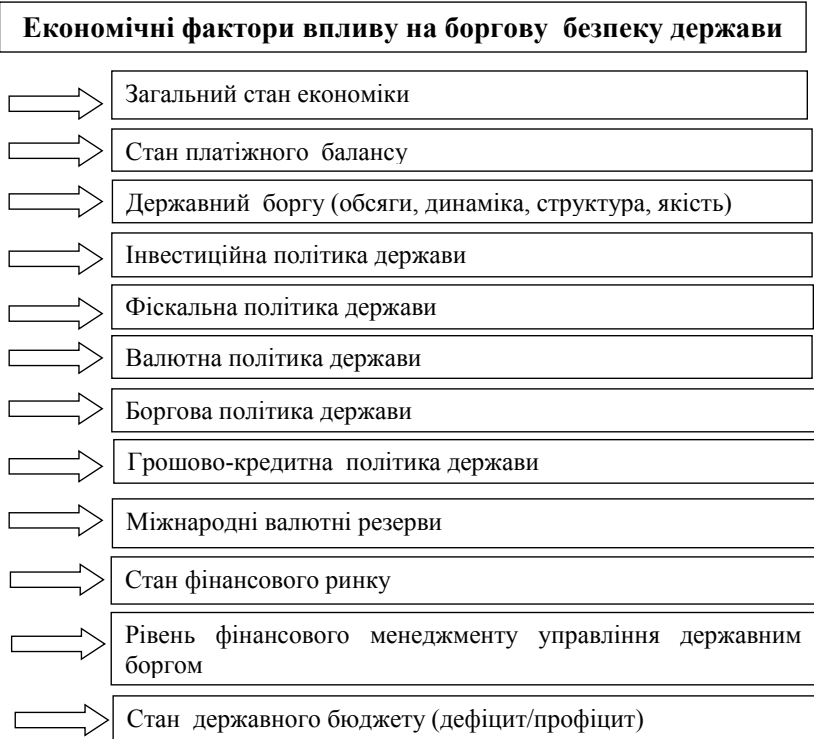 Економічні фактори впливу на боргову безпеку держави
Загальний стан економіки
Стан платіжного балансу
Державний боргу (обсяги, динаміка, структура, якість)
Інвестиційна політика держави
Фіскальна політика держави
Валютна політика держави
Боргова політика держави
Грошово-кредитна політика держави
Міжнародні валютні резерви
Стан фінансового ринку
Рівень фінансового менеджменту управління державним
боргом
Стан державного бюджету (дефіцит/профіцит)